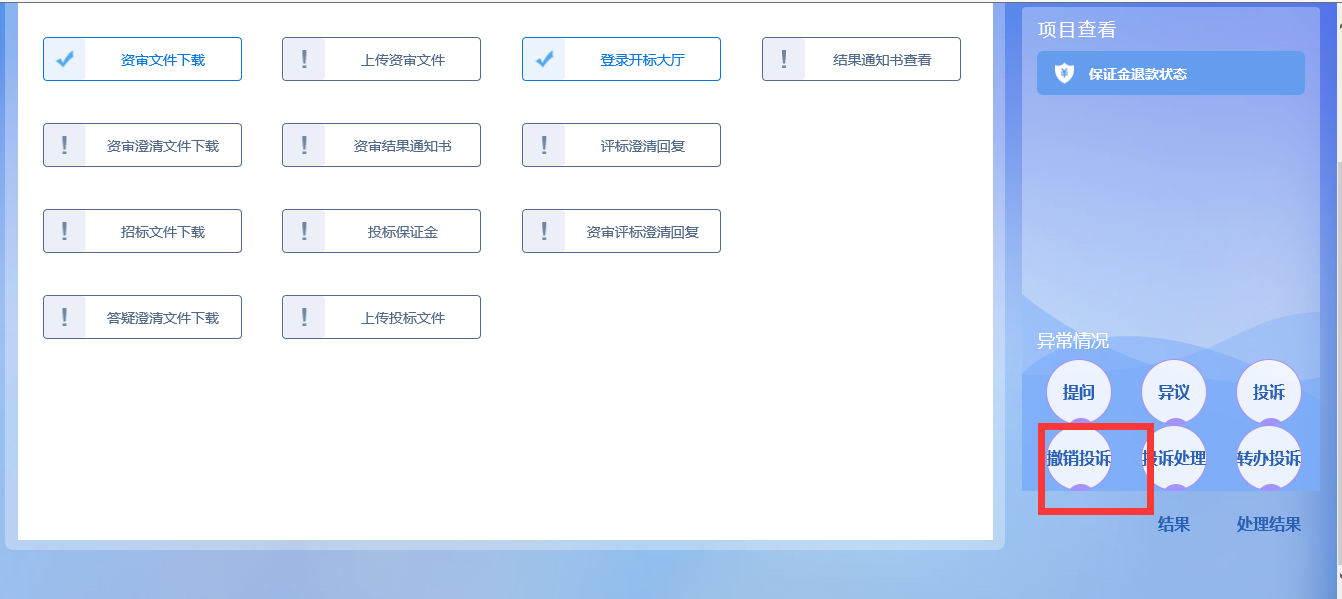 资审文件下载
上传资审文件
登录开标大厅
结果通知书查看
资审澄清文件下载
资审结果通知书
评标澄清回复
招标文件下载
投标保证金
资审评标澄清回复
答疑澄清文件下载
上传投标文件
项目查看
保证金退款状态
异常情况
提问
异议
投诉
撤销投诉
投诉处理
结果
转办投诉
处理结果